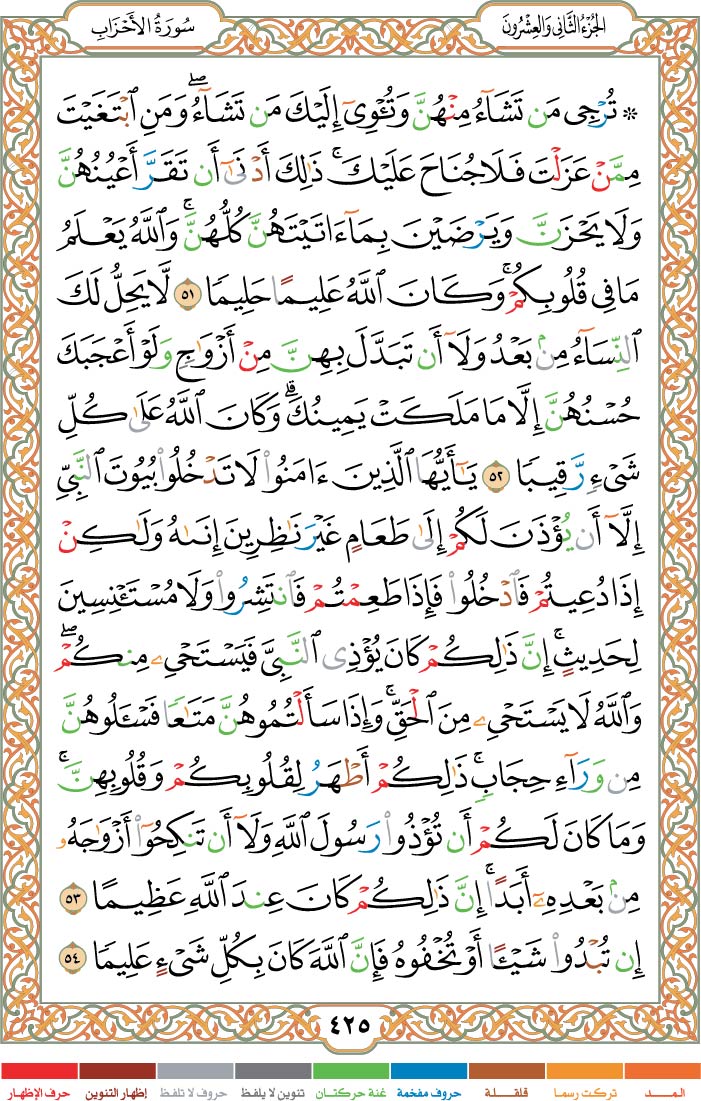 الجُزْءُ الثَّانِي وَالعِشْرُونَ
سُورَةُ الأَحْزَابِ
۞ تُرْجِى مَن تَشَآءُ مِنْهُنَّ وَتُـْٔوِىٓ إِلَيْكَ مَن تَشَآءُ ۖ وَمَنِ ٱبْتَغَيْتَ
مِمَّنْ عَزَلْتَ فَلَا جُنَاحَ عَلَيْكَ ۚ ذَٰلِكَ أَدْنَىٰٓ أَن تَقَرَّ أَعْيُنُهُنَّ
وَلَا يَحْزَنَّ وَيَرْضَيْنَ بِمَآ ءَاتَيْتَهُنَّ كُلُّهُنَّ ۚ وَٱللَّهُ يَعْلَمُ
مَا فِى قُلُوبِكُمْ ۚ وَكَانَ ٱللَّهُ عَلِيمًا حَلِيمًا ٥١ لَّا يَحِلُّ لَكَ
ٱلنِّسَآءُ مِنۢ بَعْدُ وَلَآ أَن تَبَدَّلَ بِهِنَّ مِنْ أَزْوَٰجٍ وَلَوْ أَعْجَبَكَ
حُسْنُهُنَّ إِلَّا مَا مَلَكَتْ يَمِينُكَ ۗ وَكَانَ ٱللَّهُ عَلَىٰ كُلِّ
شَىْءٍ رَّقِيبًا ٥٢ يَٰٓأَيُّهَا ٱلَّذِينَ ءَامَنُوا۟ لَا تَدْخُلُوا۟ بُيُوتَ ٱلنَّبِىِّ
إِلَّآ أَن يُؤْذَنَ لَكُمْ إِلَىٰ طَعَامٍ غَيْرَ نَٰظِرِينَ إِنَىٰهُ وَلَٰكِنْ
إِذَا دُعِيتُمْ فَٱدْخُلُوا۟ فَإِذَا طَعِمْتُمْ فَٱنتَشِرُوا۟ وَلَا مُسْتَـْٔنِسِينَ
لِحَدِيثٍ ۚ إِنَّ ذَٰلِكُمْ كَانَ يُؤْذِى ٱلنَّبِىَّ فَيَسْتَحْىِۦ مِنكُمْ ۖ
وَٱللَّهُ لَا يَسْتَحْىِۦ مِنَ ٱلْحَقِّ ۚ وَإِذَا سَأَلْتُمُوهُنَّ مَتَٰعًا فَسْـَٔلُوهُنَّ
مِن وَرَآءِ حِجَابٍ ۚ ذَٰلِكُمْ أَطْهَرُ لِقُلُوبِكُمْ وَقُلُوبِهِنَّ ۚ
وَمَا كَانَ لَكُمْ أَن تُؤْذُوا۟ رَسُولَ ٱللَّهِ وَلَآ أَن تَنكِحُوٓا۟ أَزْوَٰجَهُۥ
مِنۢ بَعْدِهِۦٓ أَبَدًا ۚ إِنَّ ذَٰلِكُمْ كَانَ عِندَ ٱللَّهِ عَظِيمًا ٥٣
إِن تُبْدُوا۟ شَيْـًٔا أَوْ تُخْفُوهُ فَإِنَّ ٱللَّهَ كَانَ بِكُلِّ شَىْءٍ عَلِيمًا ٥٤
٤٢٥
المــد تركت رسما قلقلة حروف مفخمة غنة حركتان تنوين لا يلفظ حروف لا تلفظ إظهار التنوين حرف الإظهار